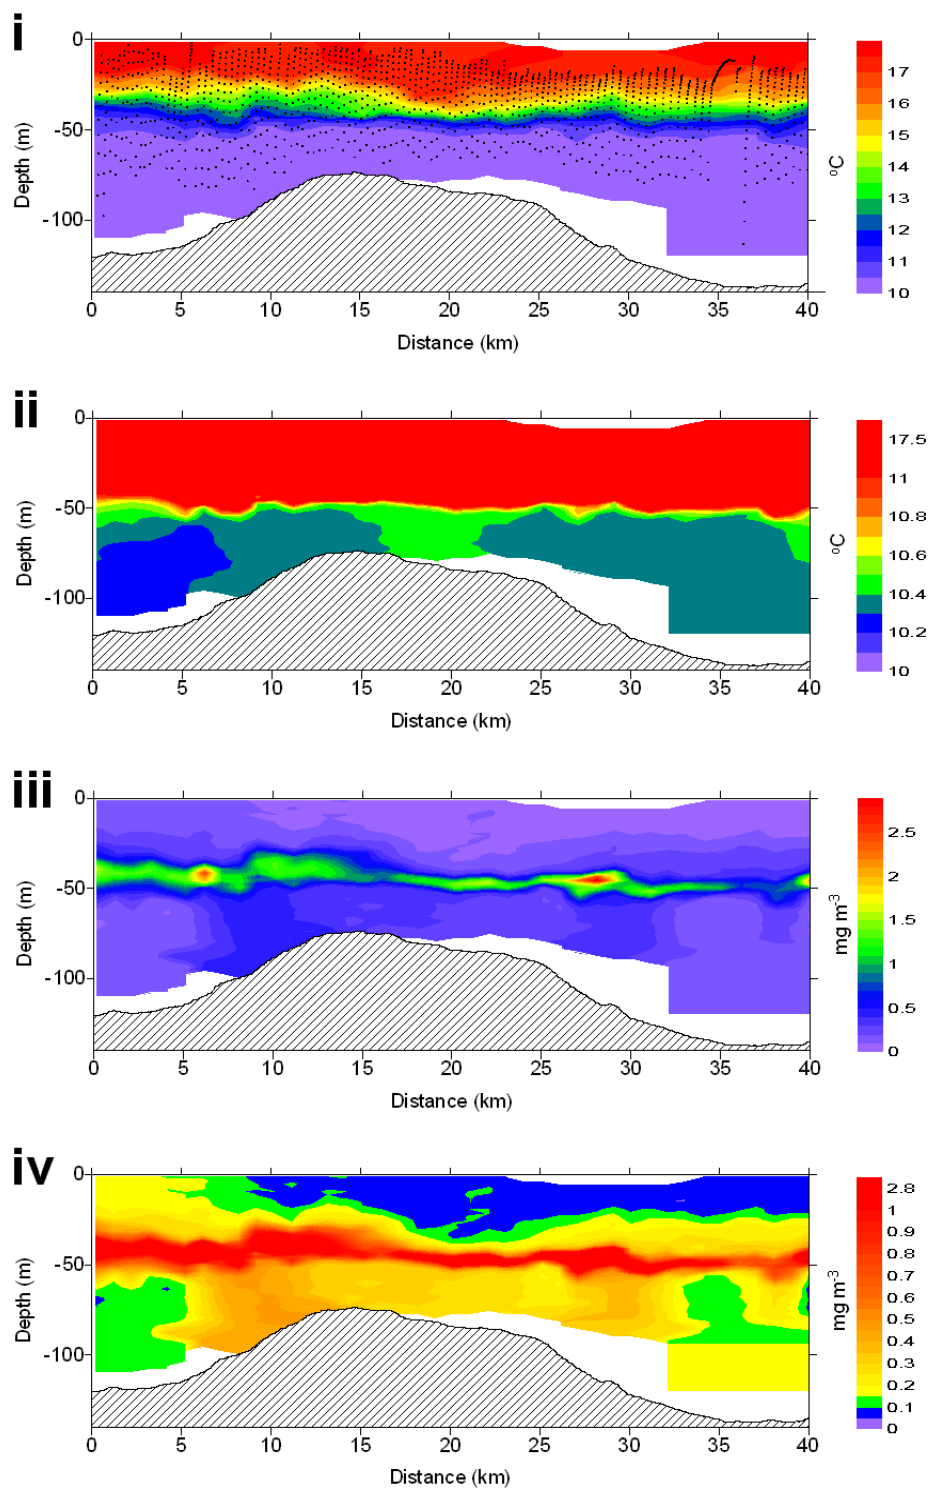 i
0
-50
-100
Depth (m)
0 5 10 15 20 25 30 35 40
Distance (km)
17
16
15
14
13
12
11
10
ºC
ii
0
-50
-100
Depth (m)
0 5 10 15 20 25 30 35 40
Distance (km)
17.5
11
10.8
10.6
10.4
10.2
10
ºC
iii
0
-50
-100
Depth (m)
0 5 10 15 20 25 30 35 40
Distance (km)
2.5
2
1.5
1
0.5
0
mg m⁻³
iv
0
-50
-100
Depth (m)
0 5 10 15 20 25 30 35 40
Distance (km)
2.8
1
0.9
0.8
0.7
0.6
0.5
0.4
0.3
0.2
0.1
0
mg m⁻³